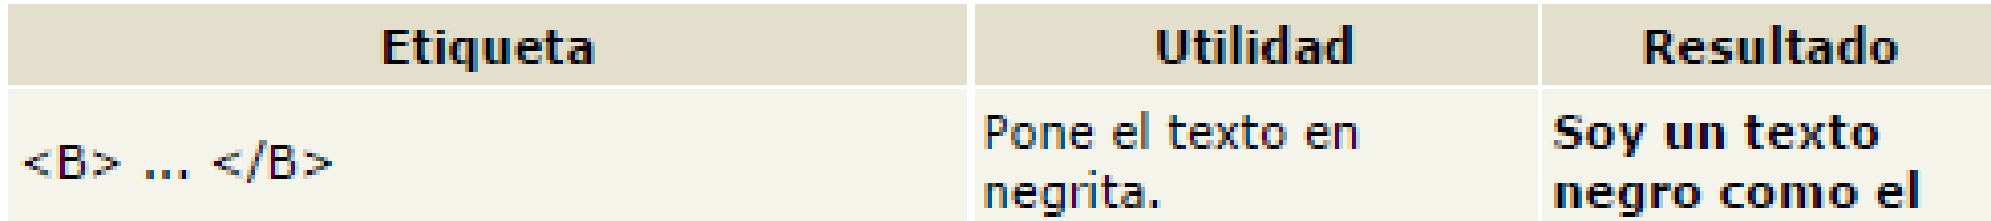 Etiqueta Utilidad Resultado
<B> ... </B>
Pone el texto en
negrita.
Soy un texto
negro como el